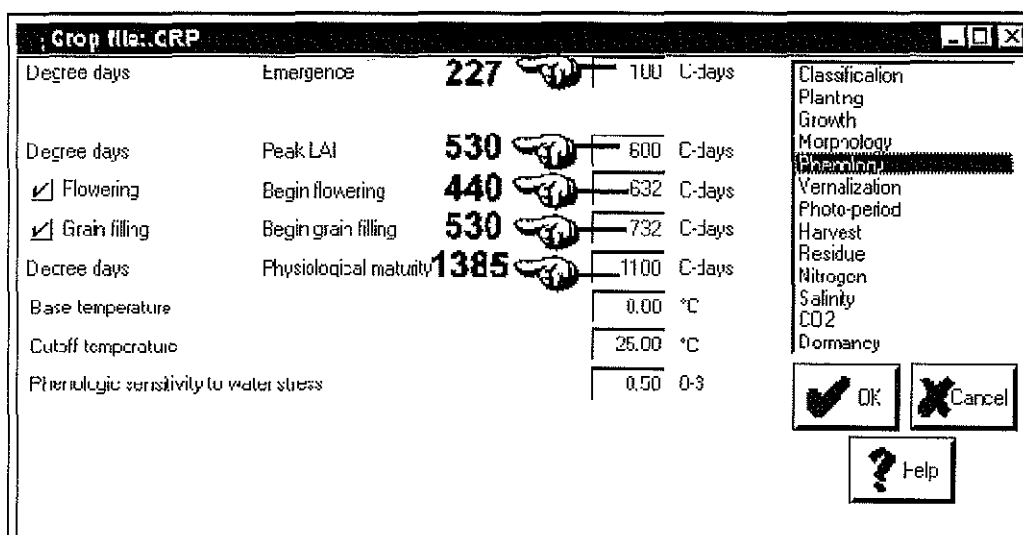 Crop file:.CRP
Degree days Emergence 227 100 C-days
Degree days Peak LAI 530 600 C-days
Flowering Begin flowering 440 632 C-days
Grain filling Begin grain filling 530 732 C-days
Degree days Physiological maturity 1385 1100 C-days
Base temperature 0.00 °C
Cutoff temperature 25.00 °C
Phenologic sensitivity to water stress 0.50 0-3
Classification
Planting
Growth
Morphology
Phenology
Vernalization
Photo-period
Harvest
Residue
Nitrogen
Salinity
CO2
Dormancy
OK Cancel
Help